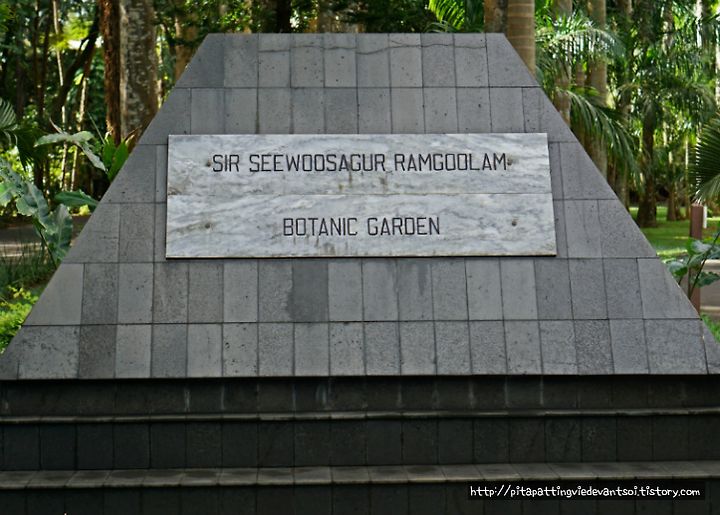 SIR SEEWOOSAGUR RAMGOOLAM
BOTANIC GARDEN
http://pitapattingviedevantsoi.tistory.com